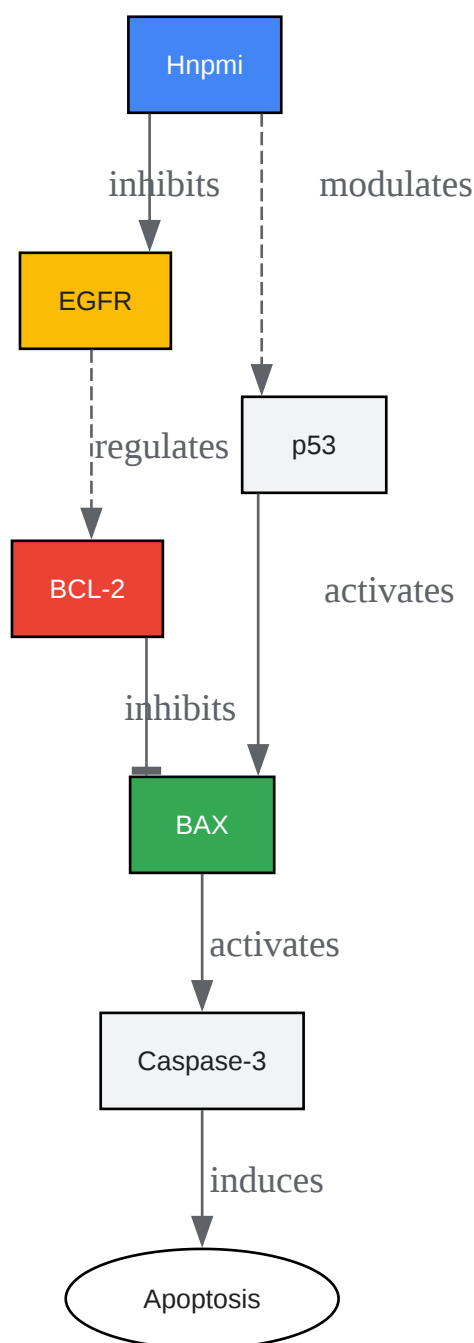 Hnpmi
inhibits
modulates
EGFR
regulates
p53
BCL-2
activates
inhibits
BAX
activates
Caspase-3
induces
Apoptosis